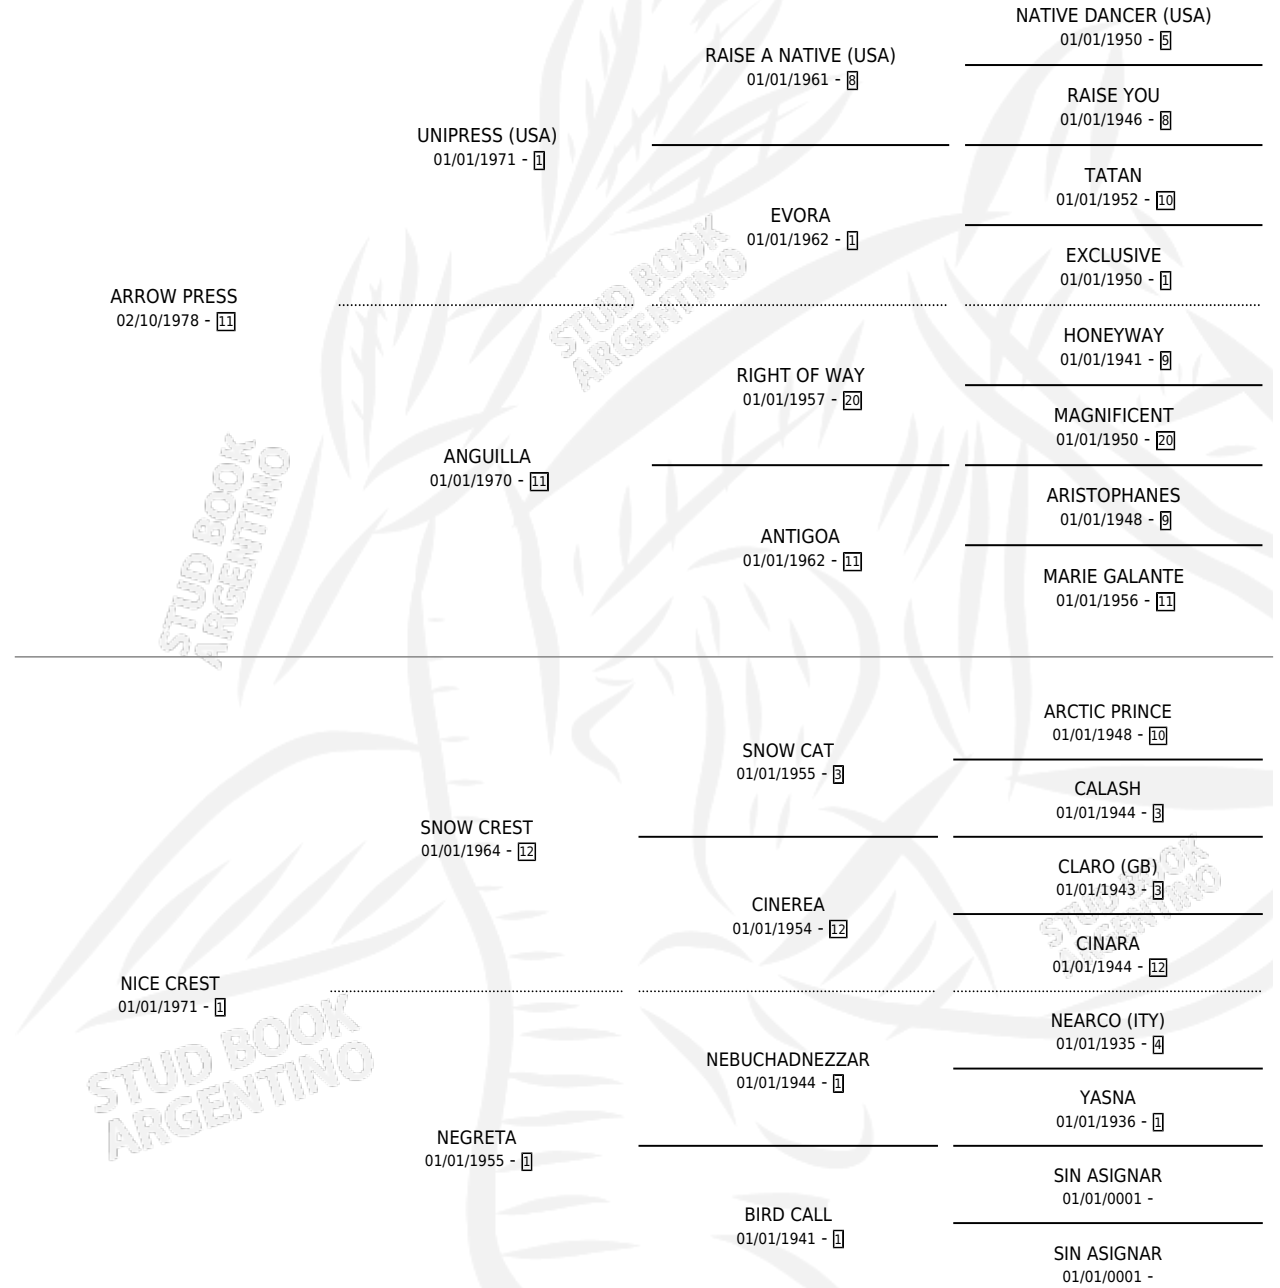 NATIVE DANCER (USA)
01/01/1950 - 5
RAISE A NATIVE (USA)
01/01/1961 - 8
RAISE YOU
01/01/1946 - 8
UNIPRESS (USA)
01/01/1971 - 1
TATAN
01/01/1952 - 10
EVORA
01/01/1962 - 1
EXCLUSIVE
01/01/1950 - 1
STUD BOOK
ARGENTINO
ARROW PRESS
02/10/1978 - 11
HONEYWAY
01/01/1941 - 9
RIGHT OF WAY
01/01/1957 - 20
MAGNIFICENT
01/01/1950 - 20
ANGUILLA
01/01/1970 - 11
ARISTOPHANES
01/01/1948 - 9
ANTIGOA
01/01/1962 - 11
MARIE GALANTE
01/01/1956 - 11
STUD BOOK
ARGENTINO
ARCTIC PRINCE
01/01/1948 - 10
SNOW CAT
01/01/1955 - 3
CALASH
01/01/1944 - 3
SNOW CREST
01/01/1964 - 12
CLARO (GB)
01/01/1943 - 3
CINEREA
01/01/1954 - 12
CINARA
01/01/1944 - 12
STUD BOOK
ARGENTINO
NICE CREST
01/01/1971 - 1
NEARCO (ITY)
01/01/1935 - 4
NEBUCHADNEZZAR
01/01/1944 - 1
YASNA
01/01/1936 - 1
STUD BOOK
ARGENTINO
NEGRETA
01/01/1955 - 1
SIN ASIGNAR
01/01/0001 -
BIRD CALL
01/01/1941 - 1
SIN ASIGNAR
01/01/0001 -